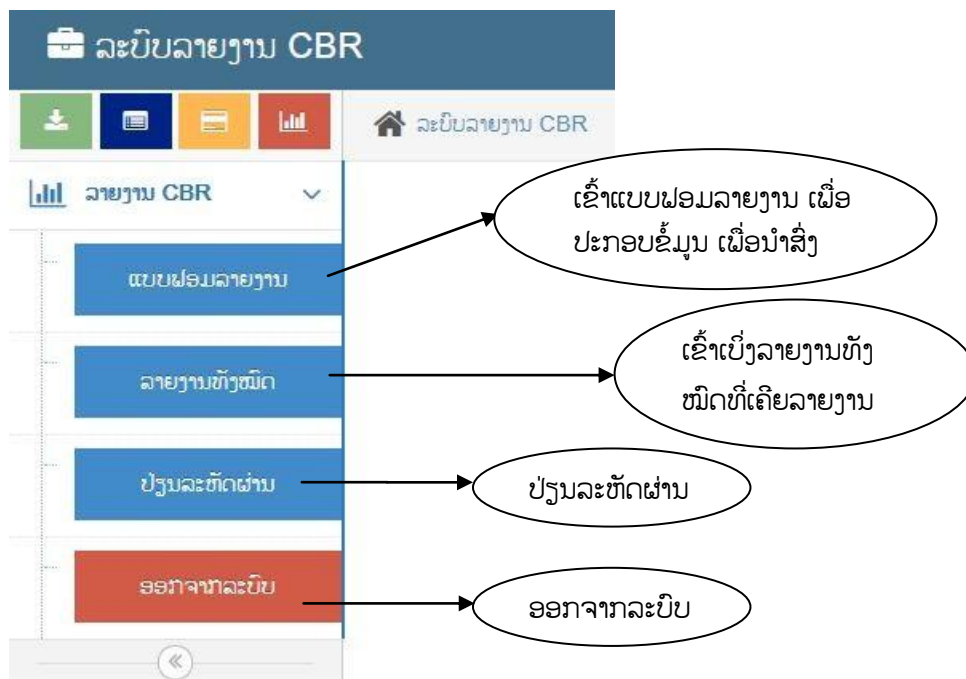 ລະບົບລາຍງານ CBR
ລະບົບລາຍງານ CBR
ລາຍງານ CBR
ເຂົ້າແບບຟອມລາຍງານ ເພື່ອ
ປະກອບຂໍ້ມູນ ເພື່ອນຳສົ່ງ
ແບບຟອມລາຍງານ
ເຂົ້າເບິ່ງລາຍງານທັງ
ໝົດທີ່ເຄີຍລາຍງານ
ລາຍງານທັງໝົດ
ປ່ຽນລະຫັດຜ່ານ
ປ່ຽນລະຫັດຜ່ານ
ອອກຈາກລະບົບ
ອອກຈາກລະບົບ